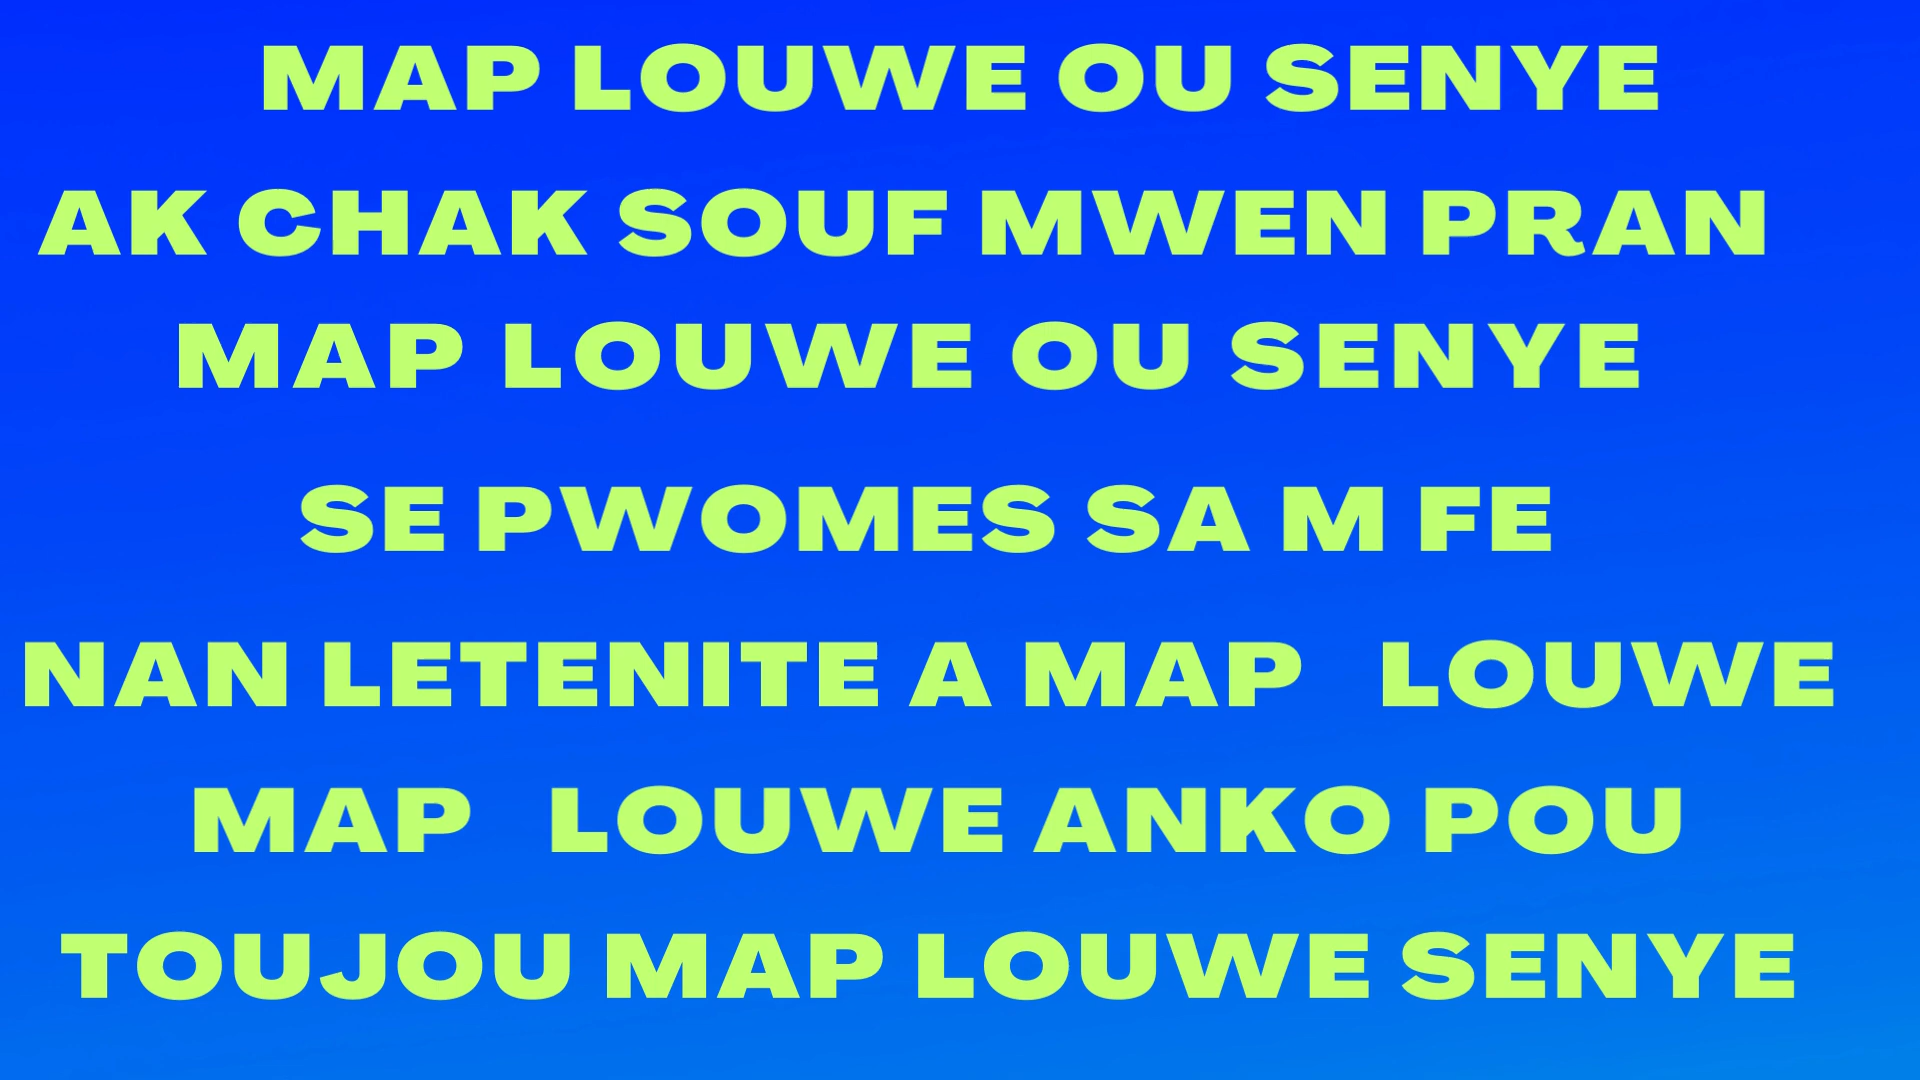 MAP LOUWE OU SENYE
AK CHAK SOUF MWEN PRAN
MAP LOUWE OU SENYE
SE PWOMES SA M FE
NAN LETENITE A MAP LOUWE
MAP LOUWE ANKO POU
TOUJOU MAP LOUWE SENYE